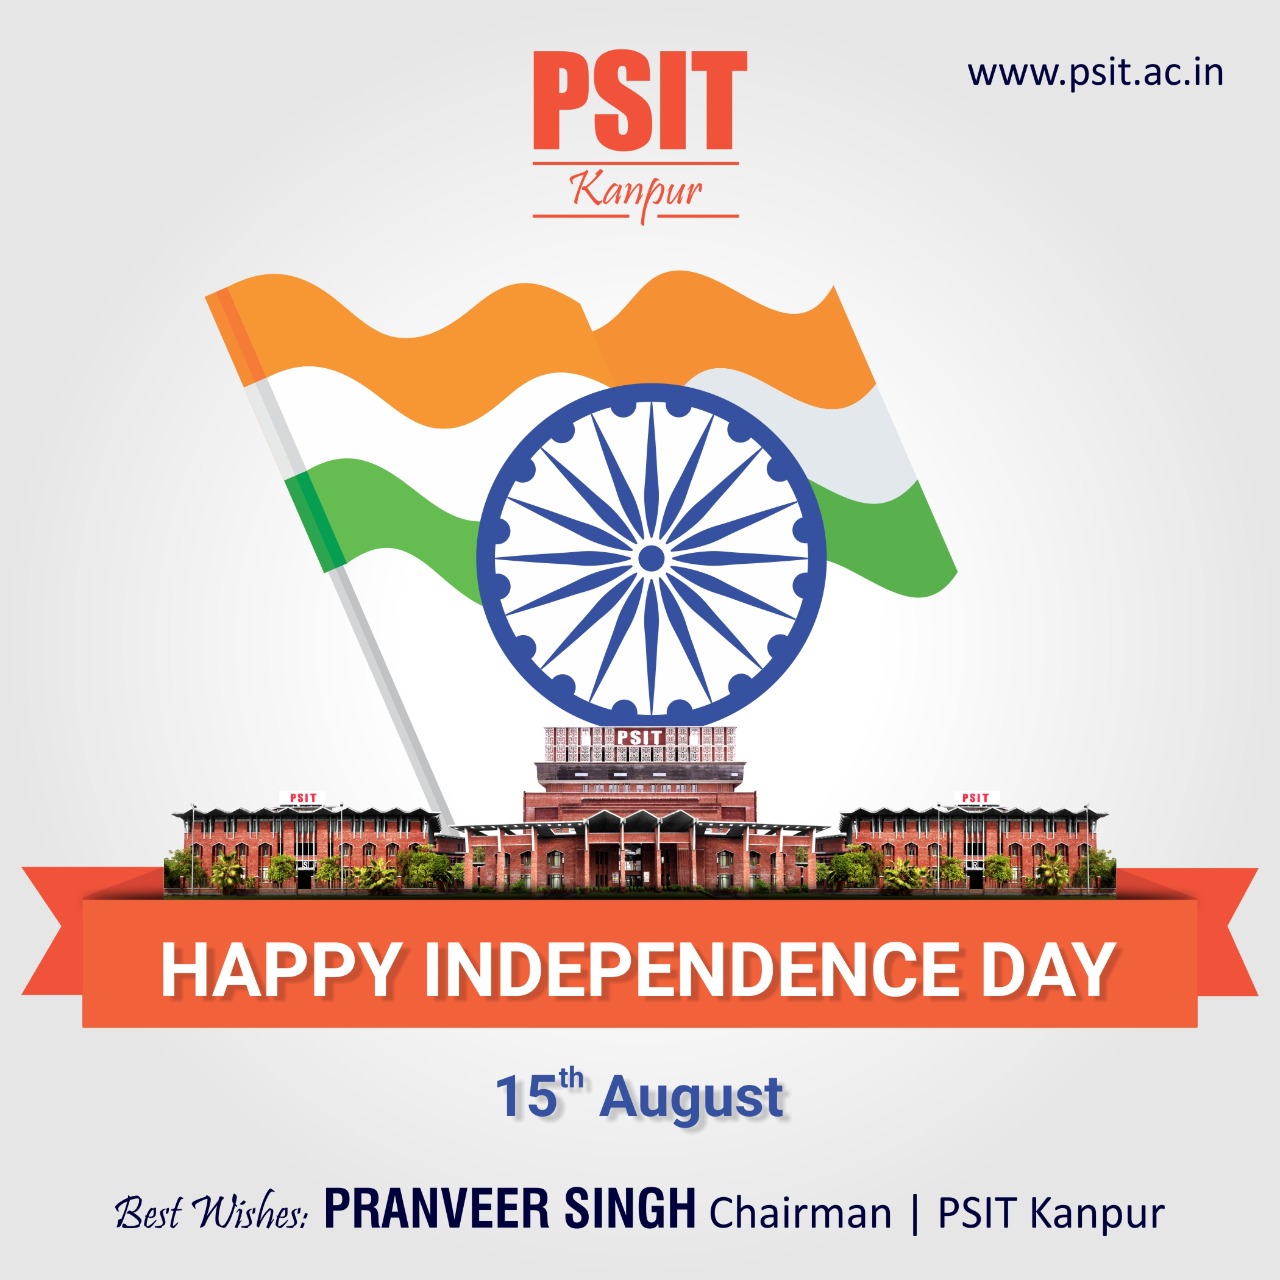 PSIT
Kanpur
www.psit.ac.in
PSIT
PSIT
PSIT
HAPPY INDEPENDENCE DAY
15th August
Best Wishes: PRANVEER SINGH Chairman | PSIT Kanpur